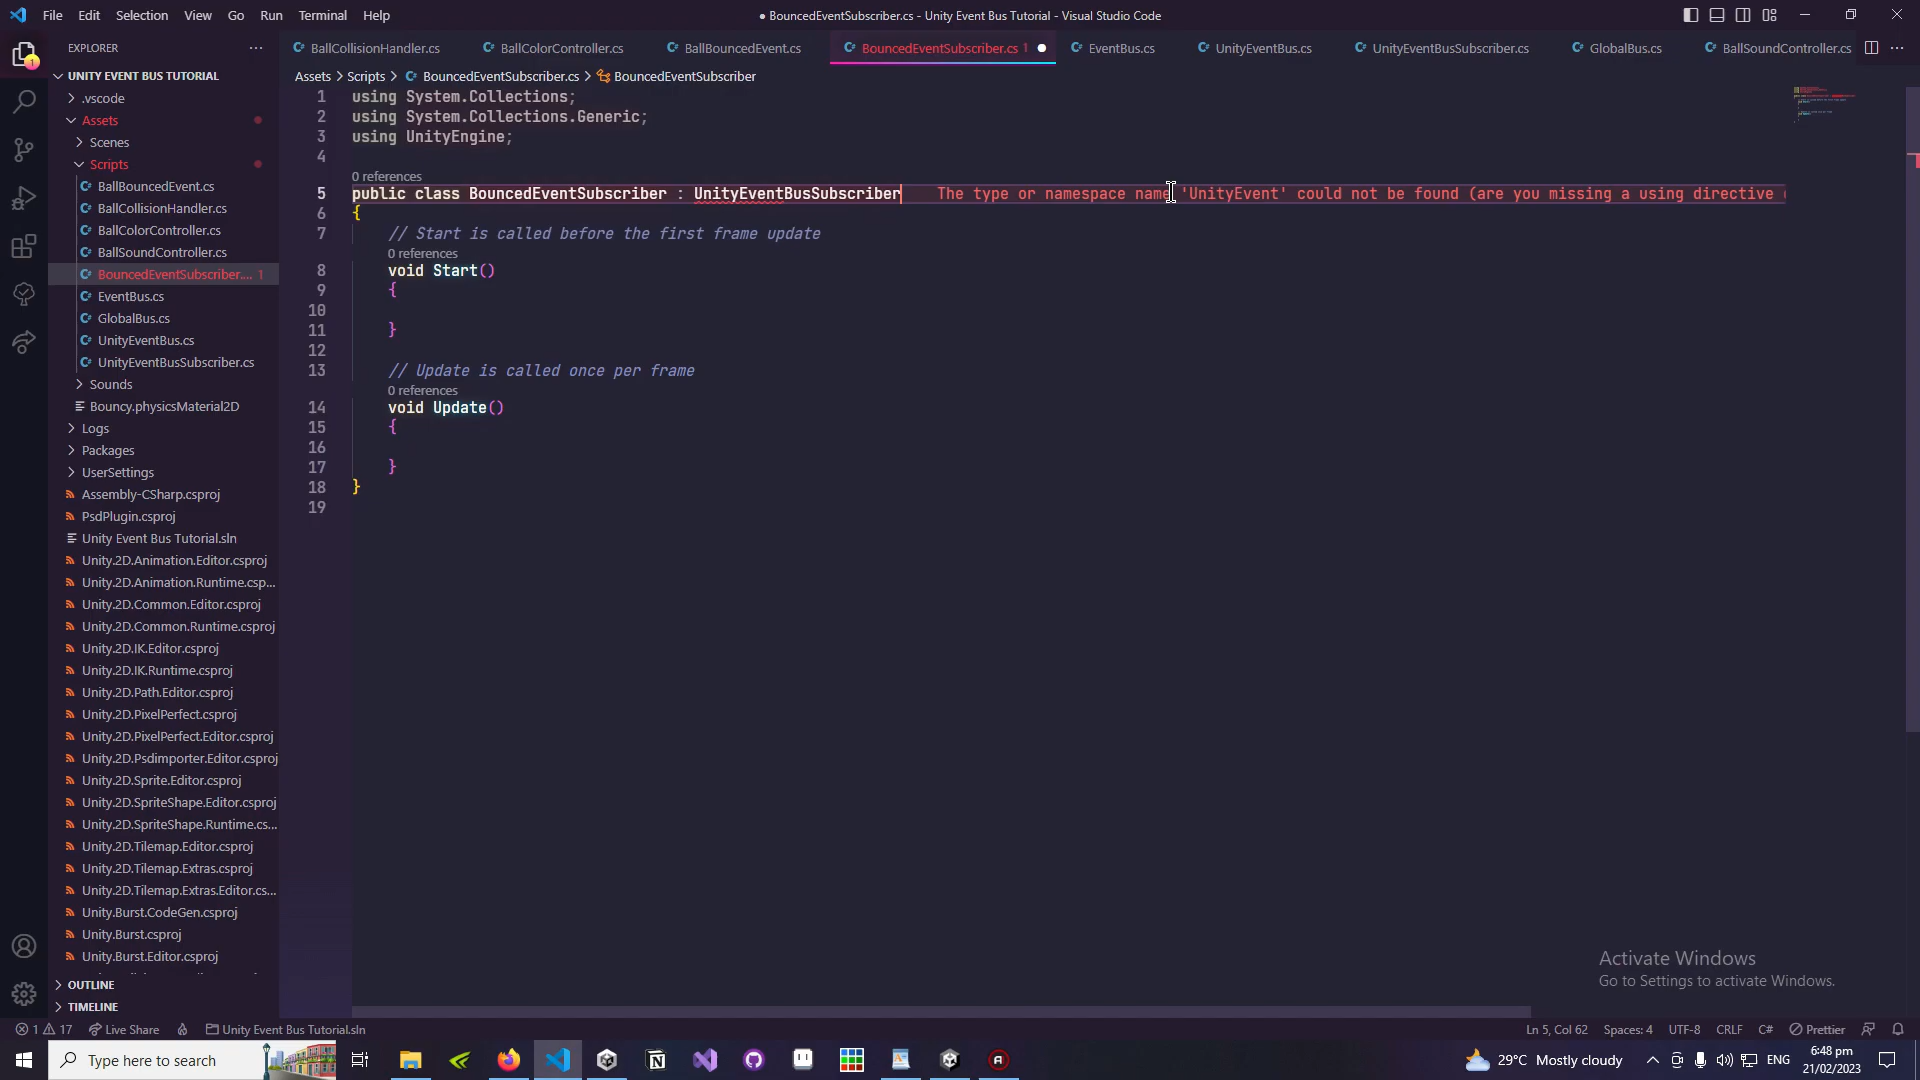 File Edit Selection View Go Run Terminal Help
● BouncedEventSubscriber.cs - Unity Event Bus Tutorial - Visual Studio Code
EXPLORER
BallCollisionHandler.cs BallColorController.cs BallBouncedEvent.cs BouncedEventSubscriber.cs 1 EventBus.cs UnityEventBus.cs UnityEventBusSubscriber.cs GlobalBus.cs BallSoundController.cs
Assets > Scripts > BouncedEventSubscriber.cs > BouncedEventSubscriber
UNITY EVENT BUS TUTORIAL
.vscode
Assets
Scenes
Scripts
BallBouncedEvent.cs
BallCollisionHandler.cs
BallColorController.cs
BallSoundController.cs
BouncedEventSubscriber.... 1
EventBus.cs
GlobalBus.cs
UnityEventBus.cs
UnityEventBusSubscriber.cs
Sounds
Bouncy.physicsMaterial2D
Logs
Packages
UserSettings
Assembly-CSharp.csproj
PsdPlugin.csproj
Unity Event Bus Tutorial.sln
Unity.2D.Animation.Editor.csproj
Unity.2D.Animation.Runtime.csp...
Unity.2D.Common.Editor.csproj
Unity.2D.Common.Runtime.csproj
Unity.2D.IK.Editor.csproj
Unity.2D.IK.Runtime.csproj
Unity.2D.Path.Editor.csproj
Unity.2D.PixelPerfect.csproj
Unity.2D.PixelPerfect.Editor.csproj
Unity.2D.Psdimporter.Editor.csproj
Unity.2D.Sprite.Editor.csproj
Unity.2D.SpriteShape.Editor.csproj
Unity.2D.SpriteShape.Runtime.cs...
Unity.2D.Tilemap.Editor.csproj
Unity.2D.Tilemap.Extras.csproj
Unity.2D.Tilemap.Extras.Editor.cs...
Unity.Burst.CodeGen.csproj
Unity.Burst.csproj
Unity.Burst.Editor.csproj
OUTLINE
TIMELINE
1 using System.Collections;
2 using System.Collections.Generic;
3 using UnityEngine;
4
0 references
5 public class BouncedEventSubscriber : UnityEventBusSubscriber The type or namespace name 'UnityEvent' could not be found (are you missing a using directive
6 {
7 // Start is called before the first frame update
0 references
8 void Start()
9 {
10
11 }
12
13 // Update is called once per frame
0 references
14 void Update()
15 {
16
17 }
18 }
19
Activate Windows
Go to Settings to activate Windows.
1 17 Live Share Unity Event Bus Tutorial.sln Ln 5, Col 62 Spaces: 4 UTF-8 CRLF C# Prettier
Type here to search 29°C Mostly cloudy ENG 6:48 pm
21/02/2023